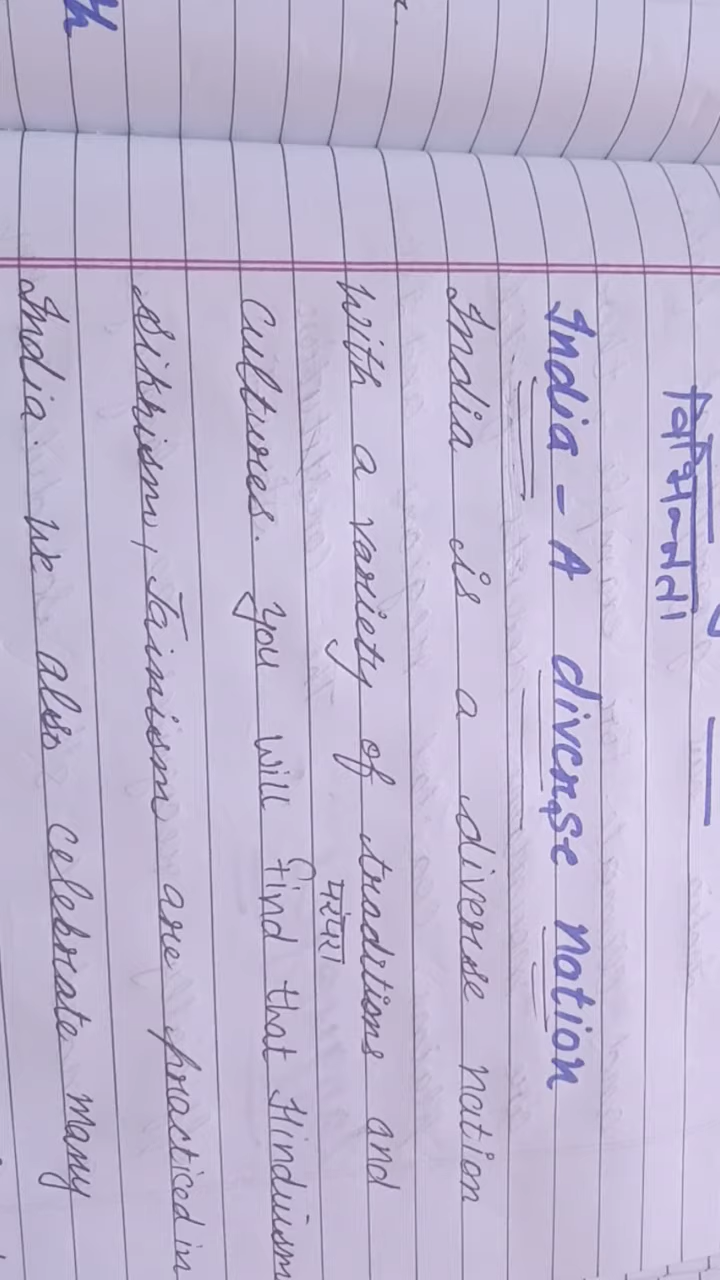 विभिन्नता
India - A diverse nation
India is a diverse nation
with a variety of traditions and
परंपरा
cultures. You will find that Hinduism
Sikhism, Jainism are practiced in
India. We also celebrate many